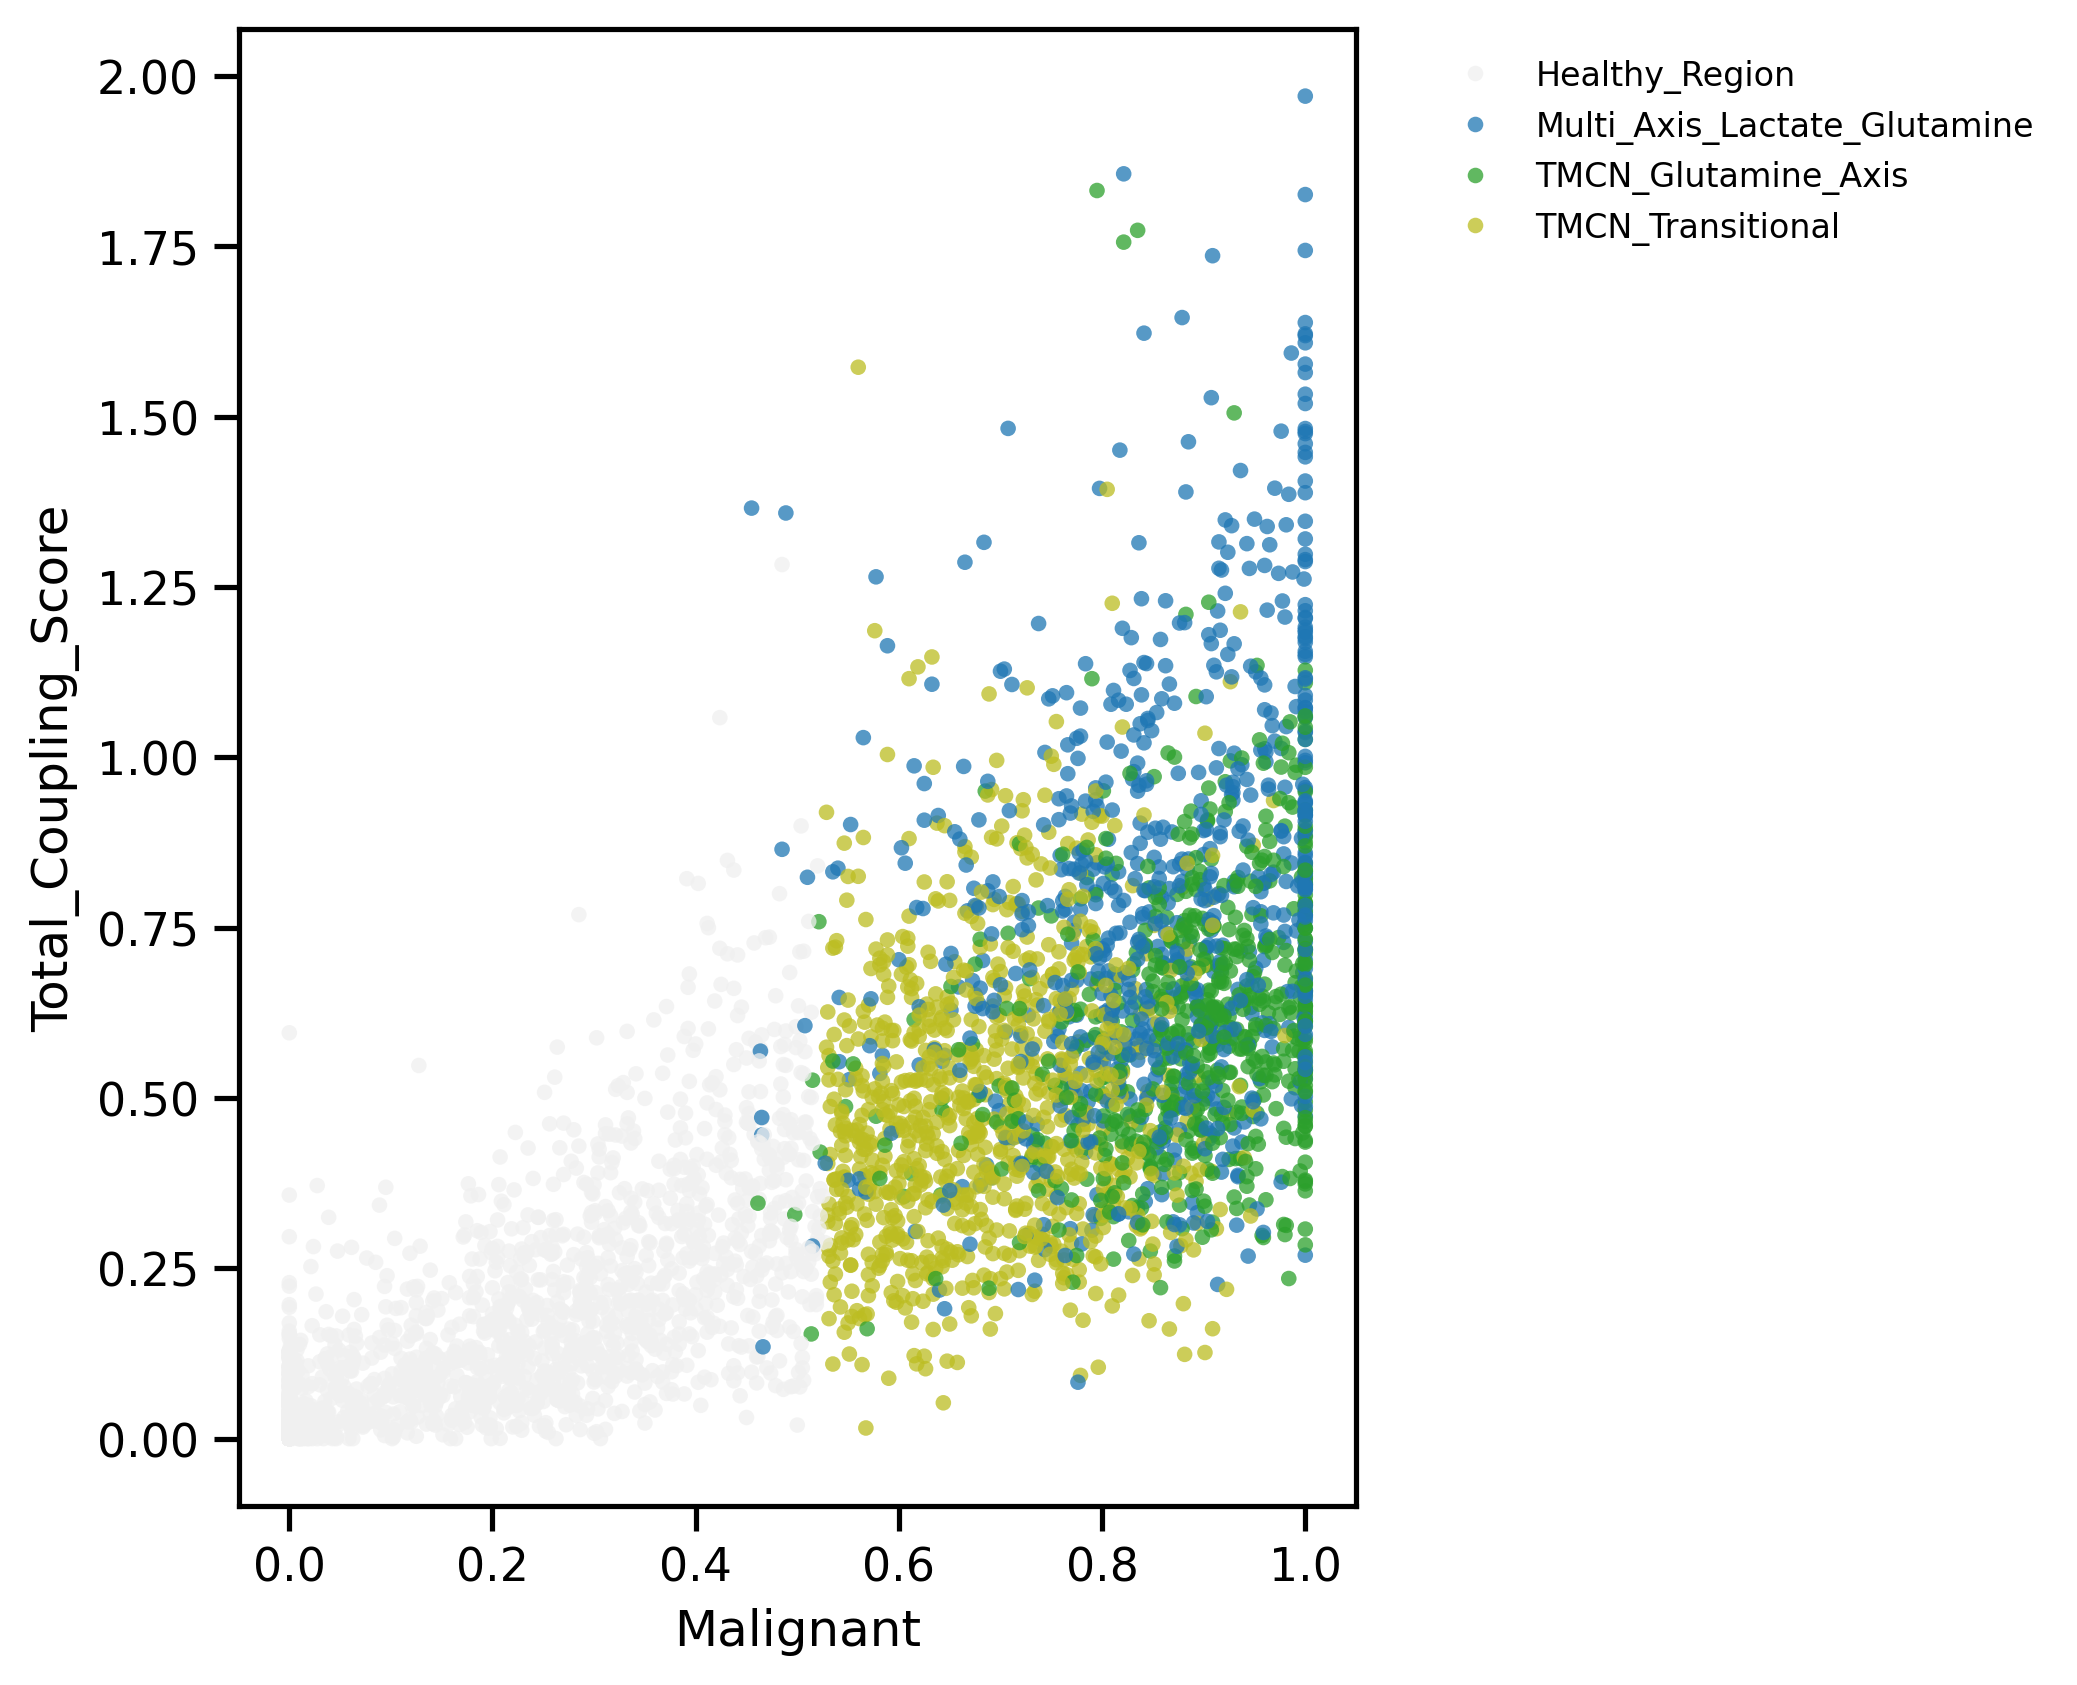 Total_Coupling_Score
2.00
1.75
1.50
1.25
1.00
0.75
0.50
0.25
0.00
0.0 0.2 0.4 0.6 0.8 1.0
Malignant
Healthy_Region
Multi_Axis_Lactate_Glutamine
TMCN_Glutamine_Axis
TMCN_Transitional